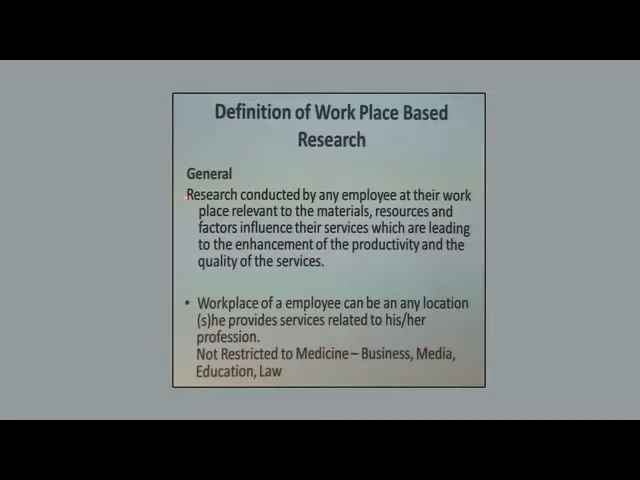 Definition of Work Place Based
Research
General
Research conducted by any employee at their work
place relevant to the materials, resources and
factors influence their services which are leading
to the enhancement of the productivity and the
quality of the services.
• Workplace of a employee can be an any location
(s)he provides services related to his/her
profession.
Not Restricted to Medicine – Business, Media,
Education, Law